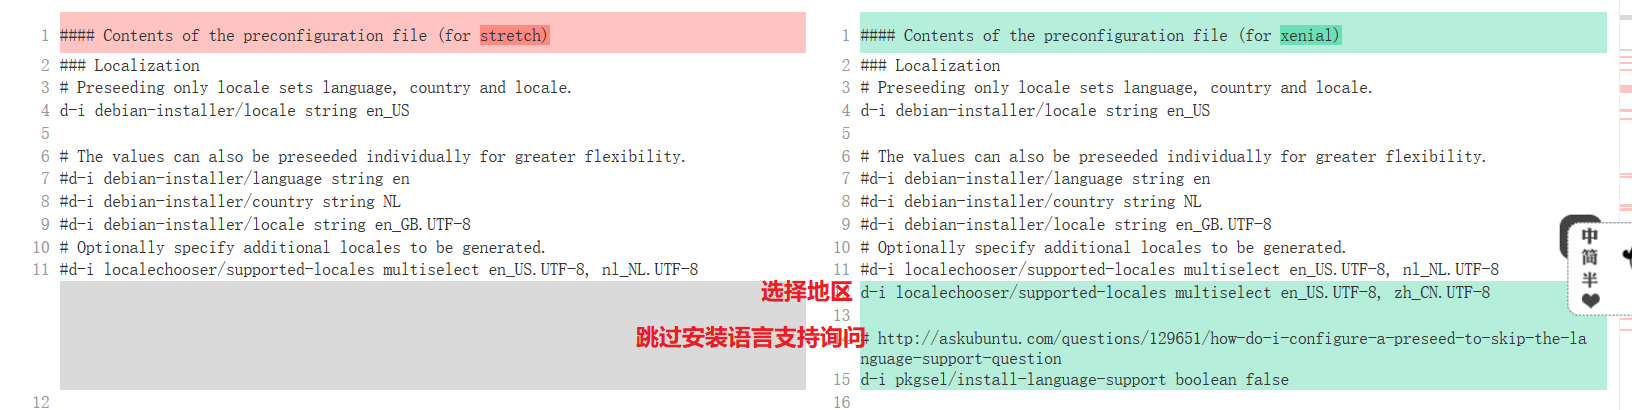 1 #### Contents of the preconfiguration file (for stretch)
2 ### Localization
3 # Preseeding only locale sets language, country and locale.
4 d-i debian-installer/locale string en_US
5
6 # The values can also be preseeded individually for greater flexibility.
7 #d-i debian-installer/language string en
8 #d-i debian-installer/country string NL
9 #d-i debian-installer/locale string en_GB.UTF-8
10 # Optionally specify additional locales to be generated.
11 #d-i localechooser/supported-locales multiselect en_US.UTF-8, nl_NL.UTF-8
12
1 #### Contents of the preconfiguration file (for xenial)
2 ### Localization
3 # Preseeding only locale sets language, country and locale.
4 d-i debian-installer/locale string en_US
5
6 # The values can also be preseeded individually for greater flexibility.
7 #d-i debian-installer/language string en
8 #d-i debian-installer/country string NL
9 #d-i debian-installer/locale string en_GB.UTF-8
10 # Optionally specify additional locales to be generated.
11 #d-i localechooser/supported-locales multiselect en_US.UTF-8, nl_NL.UTF-8
选择地区 d-i localechooser/supported-locales multiselect en_US.UTF-8, zh_CN.UTF-8
13
跳过安装语言支持询问 # http://askubuntu.com/questions/129651/how-do-i-configure-a-preseed-to-skip-the-la
nguage-support-question
15 d-i pkgsel/install-language-support boolean false
16
中
简
半